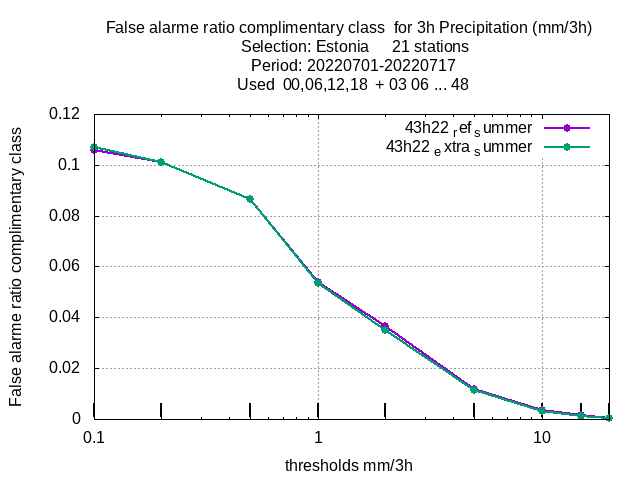 False alarme ratio complimentary class  for 3h Precipitation (mm/3h)
Selection: Estonia     21 stations
Period: 20220701-20220717
Used  00,06,12,18  + 03 06 ... 48
43h22 ref summer
43h22 extra summer
False alarme ratio complimentary class
0.12
0.1
0.08
0.06
0.04
0.02
0
0.1
1
10
thresholds mm/3h